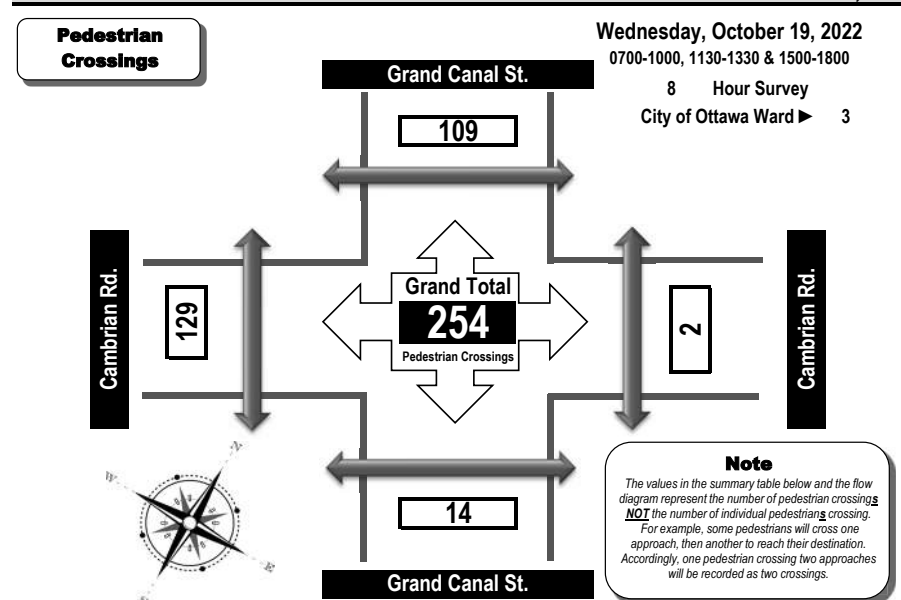 Pedestrian
Crossings
Wednesday, October 19, 2022
0700-1000, 1130-1330 & 1500-1800
8 Hour Survey
City of Ottawa Ward ► 3
Grand Canal St.
109
Cambrian Rd.
129
Grand Total
254
Pedestrian Crossings
2
Cambrian Rd.
N
W
E
S
14
Grand Canal St.
Note
The values in the summary table below and the flow
diagram represent the number of pedestrian crossings
NOT the number of individual pedestrians crossing.
For example, some pedestrians will cross one
approach, then another to reach their destination.
Accordingly, one pedestrian crossing two approaches
will be recorded as two crossings.